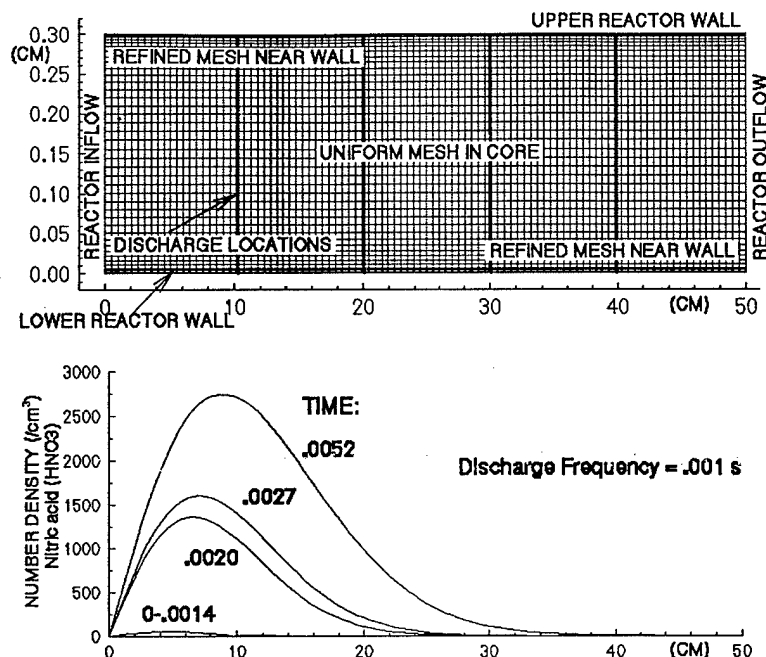 UPPER REACTOR WALL
0.30
(CM)
REFINED MESH NEAR WALL
0.25
0.20
0.15
UNIFORM MESH IN CORE
0.10
0.05
DISCHARGE LOCATIONS
REFINED MESH NEAR WALL
0.00
REACTOR INFLOW
REACTOR OUTFLOW
0 10 20 30 40 (CM) 50
LOWER REACTOR WALL
NUMBER DENSITY (/cm³)
Nitric acid (HNO3)
3000
2500
2000
1500
1000
500
0
TIME:
.0052
.0027
.0020
0-.0014
Discharge Frequency = .001 s
0 10 20 30 40 (CM) 50